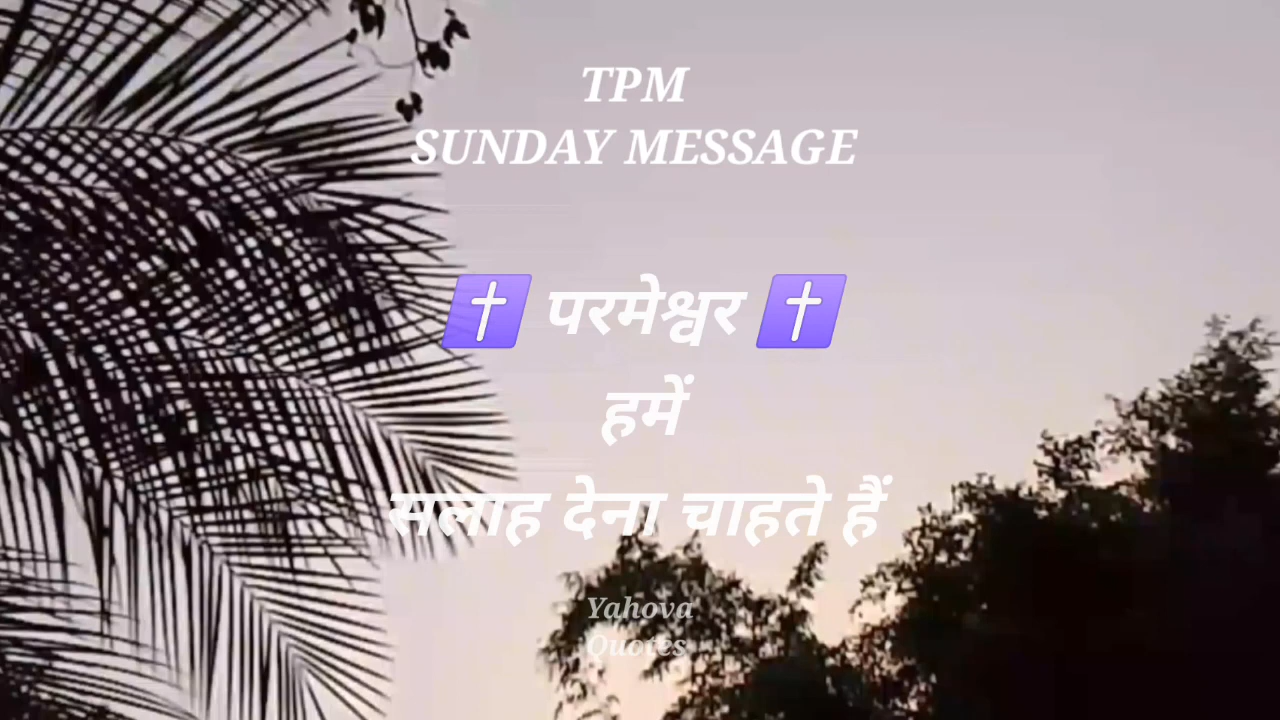 TPM
SUNDAY MESSAGE
✝️ परमेश्वर ✝️
हमें
सलाह देना चाहते हैं
Yahova
Quotes